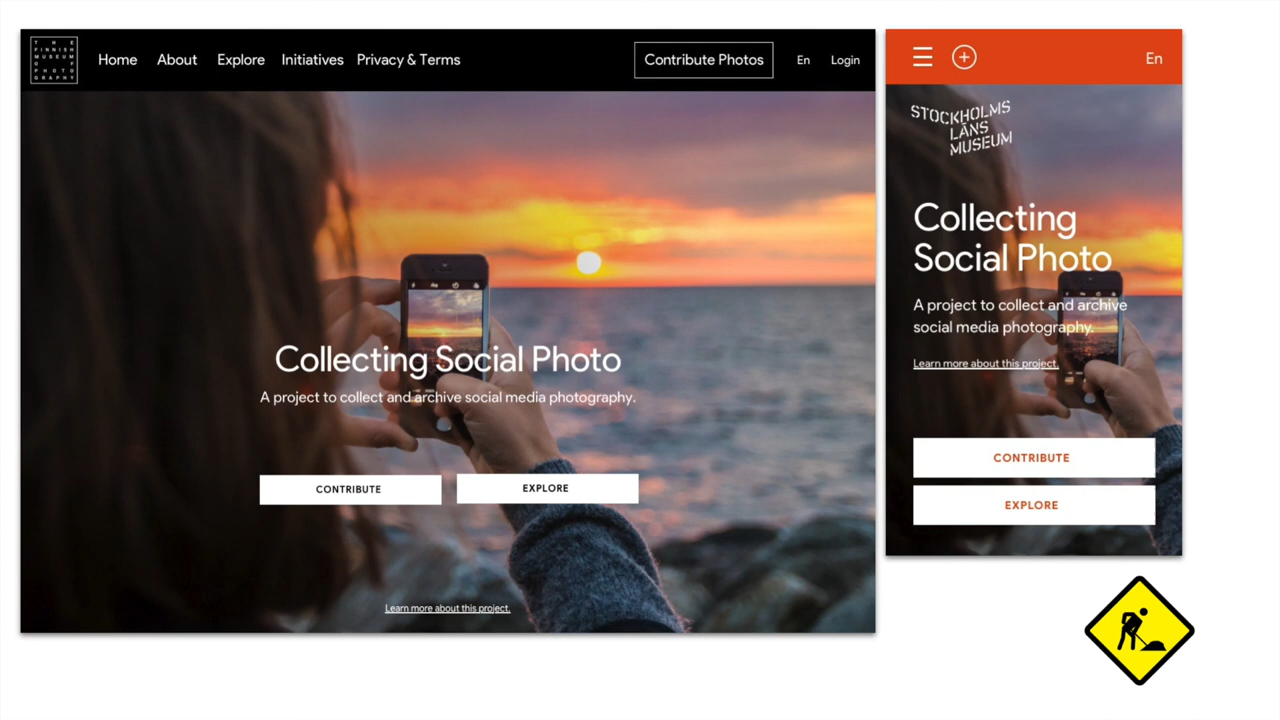 THE
FINNISH
MUSEUM
OF
PHOTO
GRAPHY
Home About Explore Initiatives Privacy & Terms Contribute Photos En Login
Collecting Social Photo
A project to collect and archive social media photography.
CONTRIBUTE EXPLORE
Learn more about this project.
En
STOCKHOLMS
LÄNS
MUSEUM
Collecting
Social Photo
A project to collect and archive
social media photography.
Learn more about this project.
CONTRIBUTE
EXPLORE